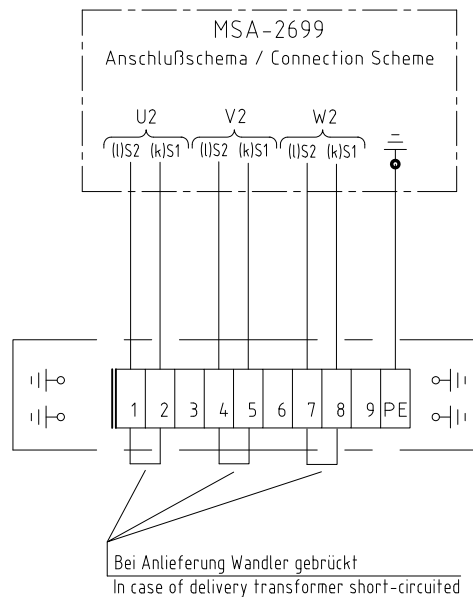 MSA-2699
Anschlußschema / Connection Scheme
U2 V2 W2
(l)S2 (k)S1 (l)S2 (k)S1 (l)S2 (k)S1
1 2 3 4 5 6 7 8 9 PE
Bei Anlieferung Wandler gebrückt
In case of delivery transformer short-circuited